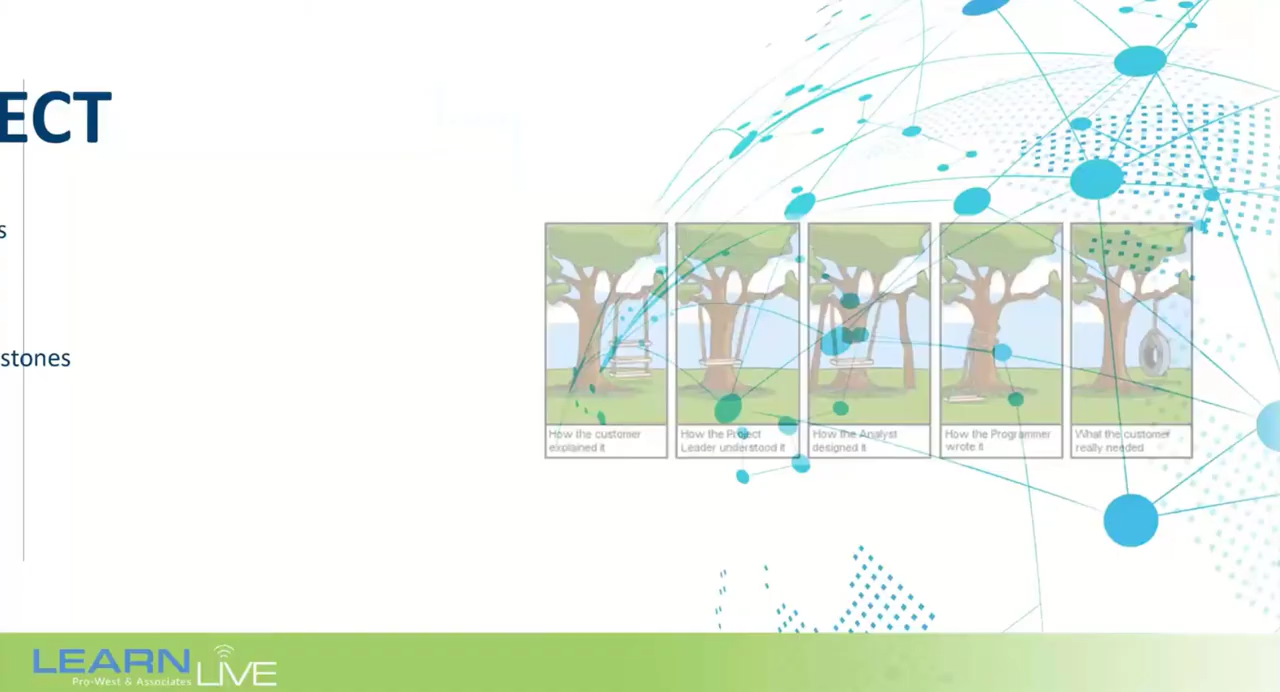 ECT
s
stones
How the customer
explained it
How the Project
Leader understood it
How the Analyst
designed it
How the Programmer
wrote it
What the customer
really needed
LEARN LIVE
Pro-West & Associates